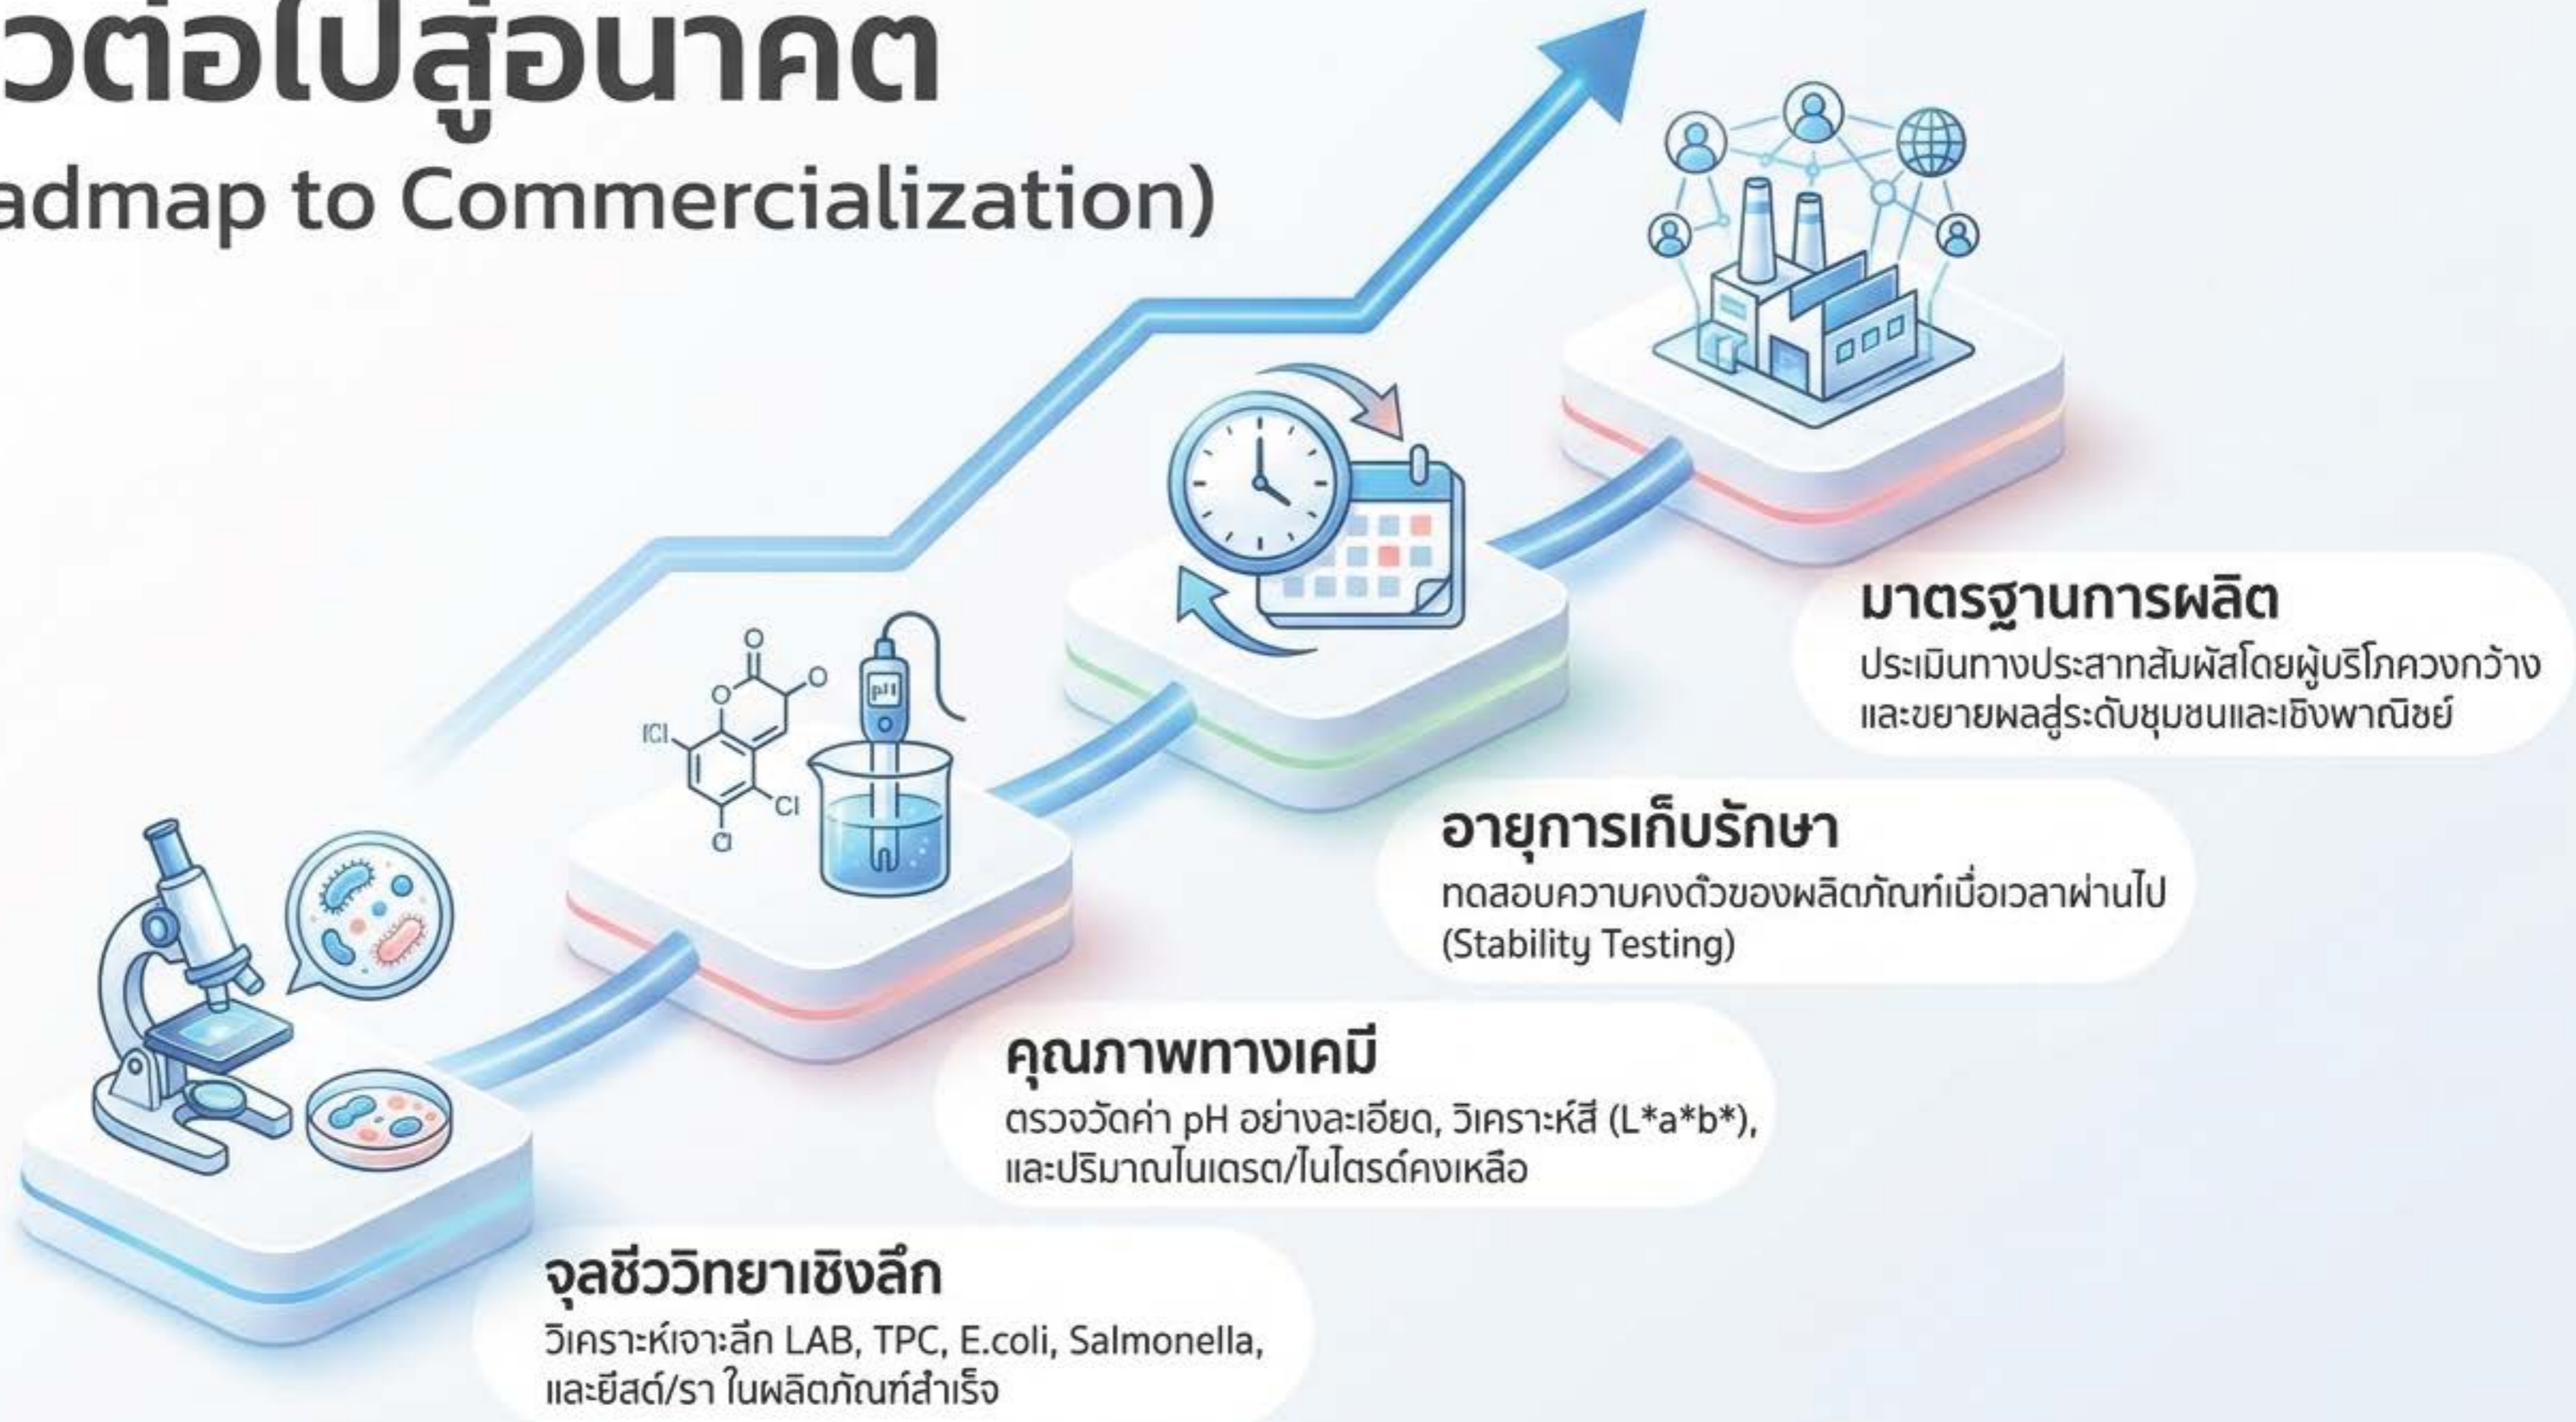 วต่อไปสู่อนาคต
admap to Commercialization)
มาตรฐานการผลิต
ประเมินทางประสาทสัมผัสโดยผู้บริโภควงกว้าง
และขยายผลสู่ระดับชุมชนและเชิงพาณิชย์
O
O
O
pH
ICl
Cl
Cl
อายุการเก็บรักษา
ทดสอบความคงตัวของผลิตภัณฑ์เมื่อเวลาผ่านไป
(Stability Testing)
คุณภาพทางเคมี
ตรวจวัดค่า pH อย่างละเอียด, วิเคราะห์สี (L*a*b*),
และปริมาณไนเตรต/ไนไตรด์คงเหลือ
จุลชีววิทยาเชิงลึก
วิเคราะห์เจาะลึก LAB, TPC, E.coli, Salmonella,
และยีสต์/รา ในผลิตภัณฑ์สำเร็จ